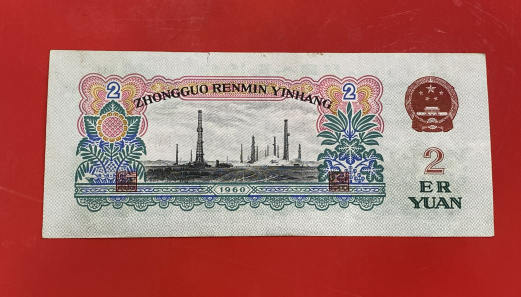 2
ZHONGGUO RENMIN YINHANG
2
1960
2
ER
YUAN